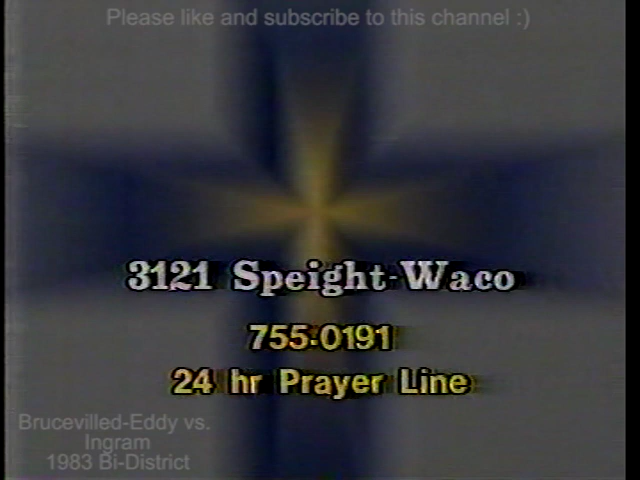 Please like and subscribe to this channel :)
3121 Speight-Waco
755-0191
24 hr Prayer Line
Brucevilled-Eddy vs.
Ingram
1983 Bi-District